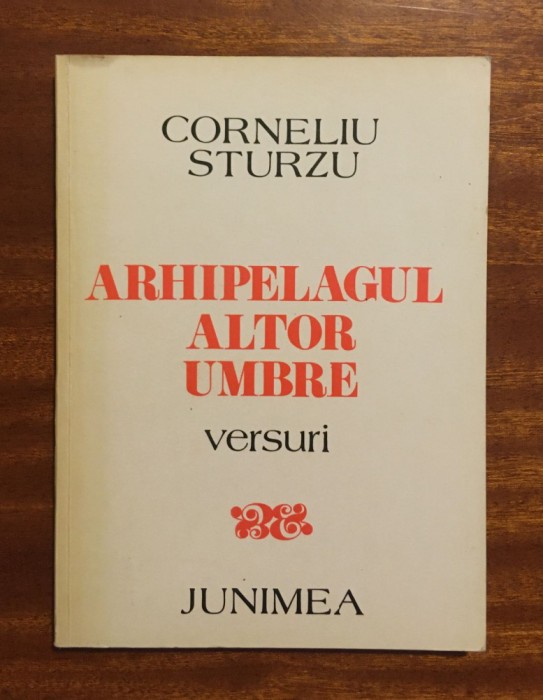 CORNELIU
STURZU
ARHIPELAGUL
ALTOR
UMBRE
versuri
JUNIMEA